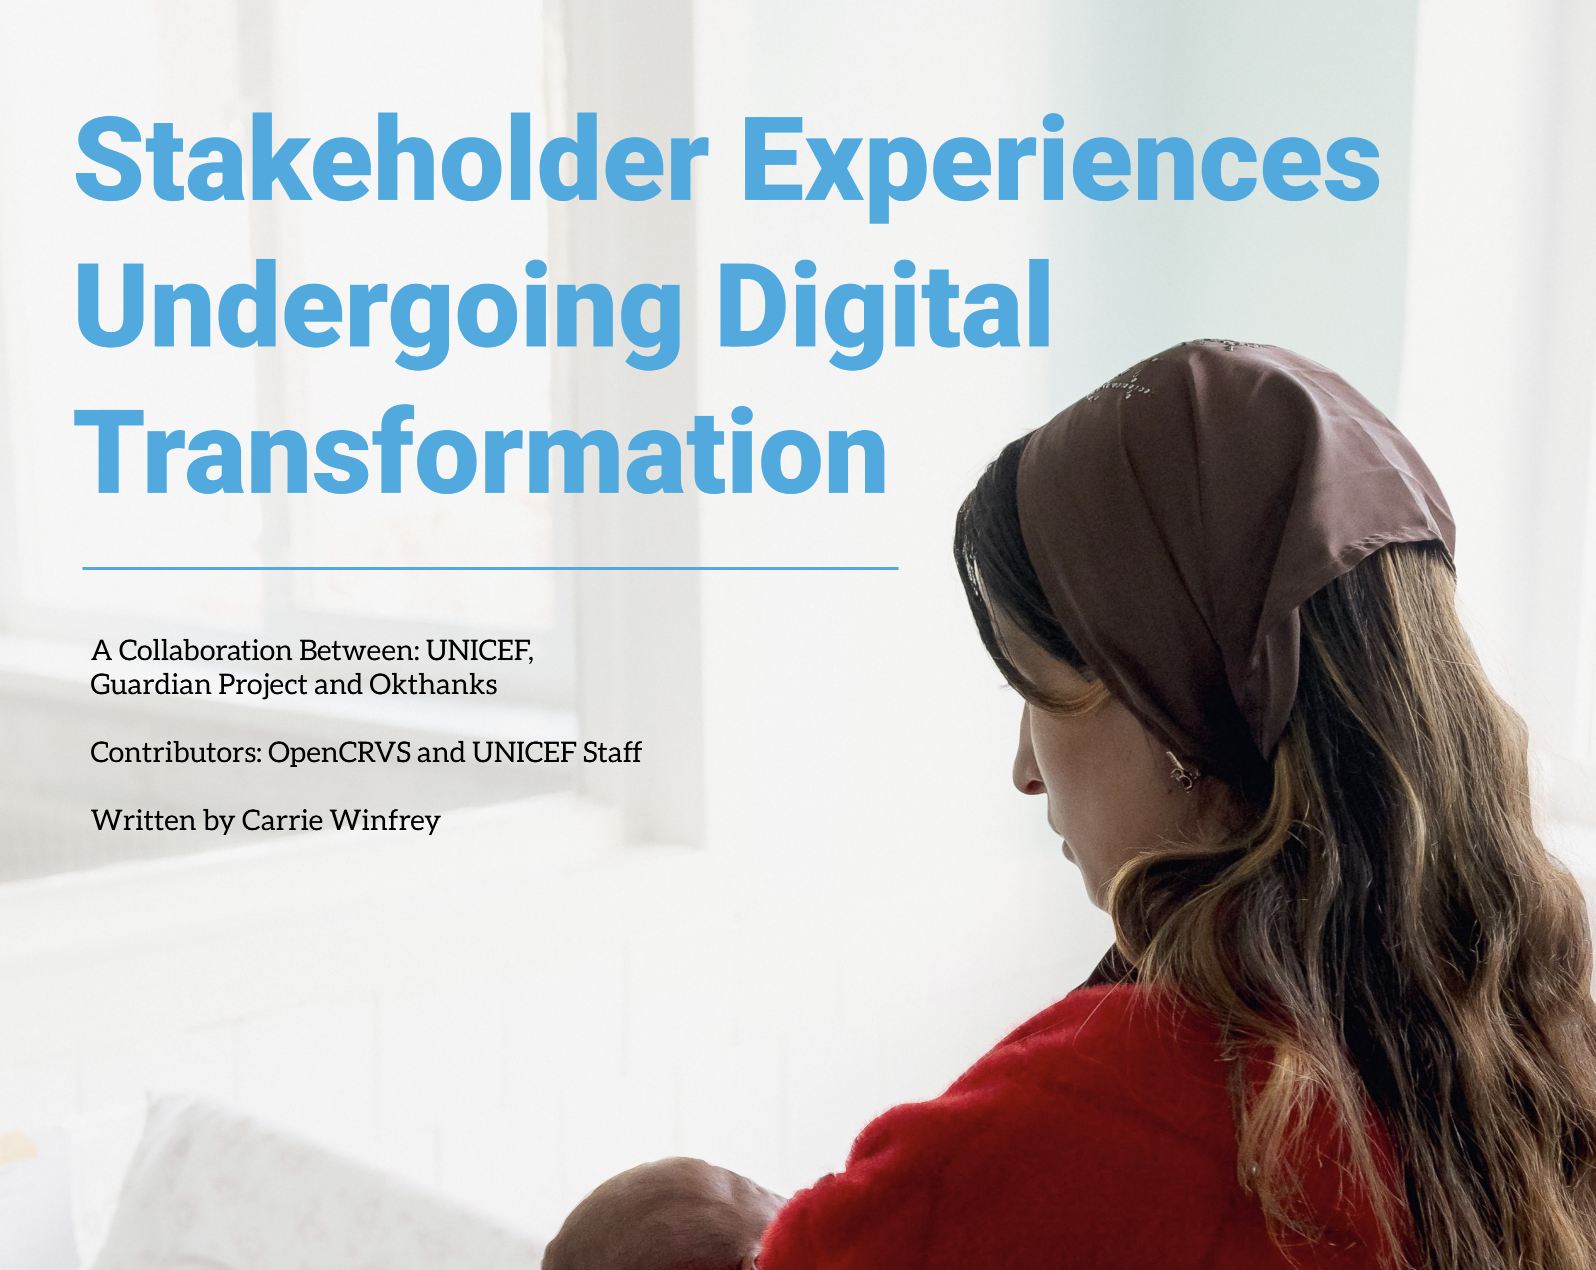 Stakeholder Experiences
Undergoing Digital
Transformation
A Collaboration Between: UNICEF,
Guardian Project and Okthanks
Contributors: OpenCRVS and UNICEF Staff
Written by Carrie Winfrey